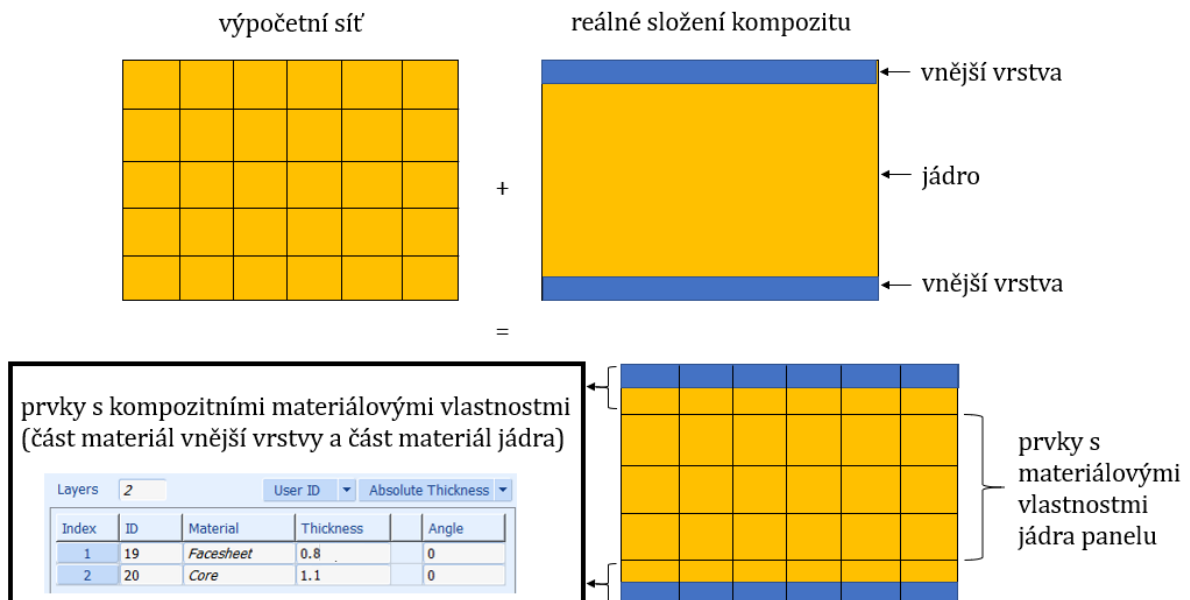 výpočetní síť
reálné složení kompozitu
vnější vrstva
+
jádro
vnější vrstva
=
prvky s kompozitními materiálovými vlastnostmi
(část materiál vnější vrstvy a část materiál jádra)
Layers 2 User ID Absolute Thickness
Index ID Material Thickness Angle
1 19 Facesheet 0.8 0
2 20 Core 1.1 0
prvky s
materiálovými
vlastnostmi
jádra panelu